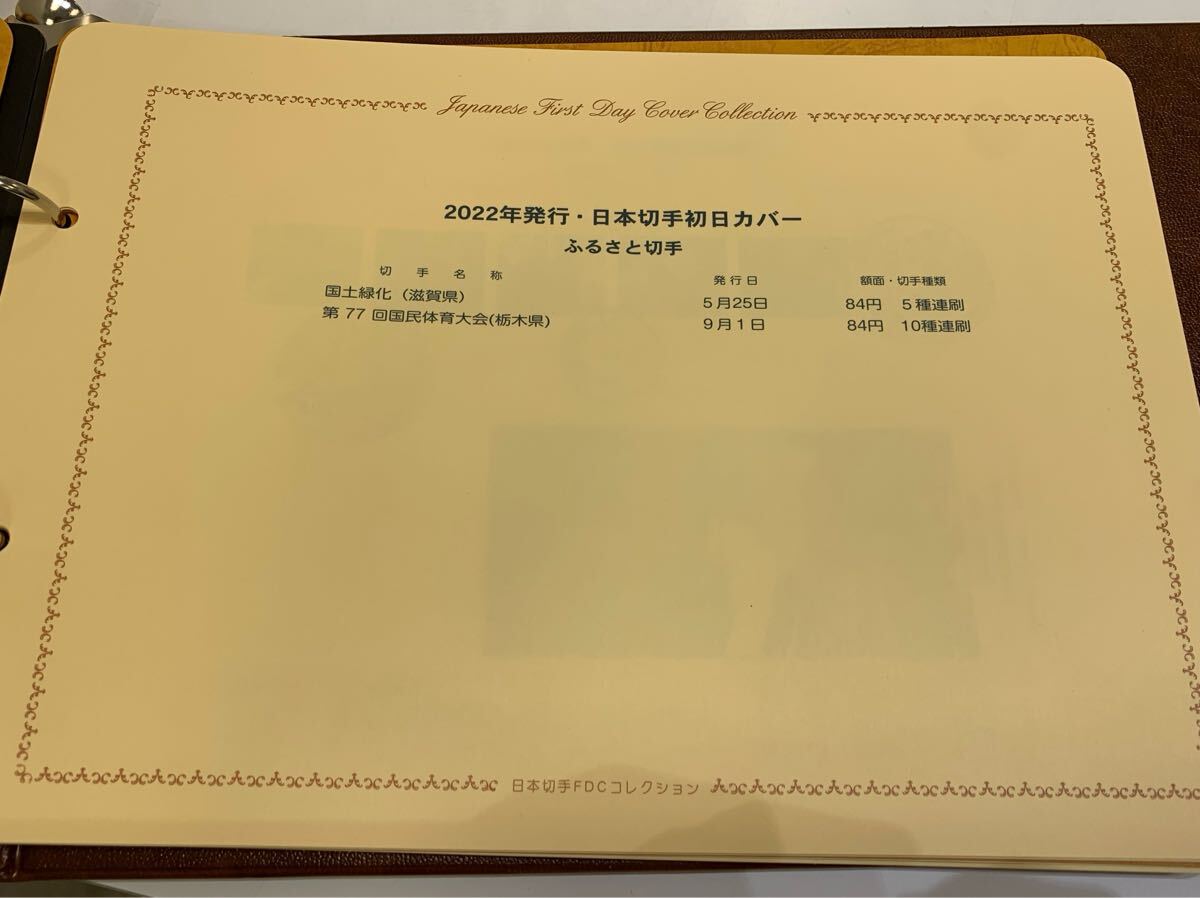 Japanese First Day Cover Collection
2022年発行・日本切手初日カバー
ふるさと切手
切手名称 発行日 額面・切手種類
国土緑化（滋賀県） 5月25日 84円 5種連刷
第77回国民体育大会(栃木県) 9月1日 84円 10種連刷
日本切手FDCコレクション